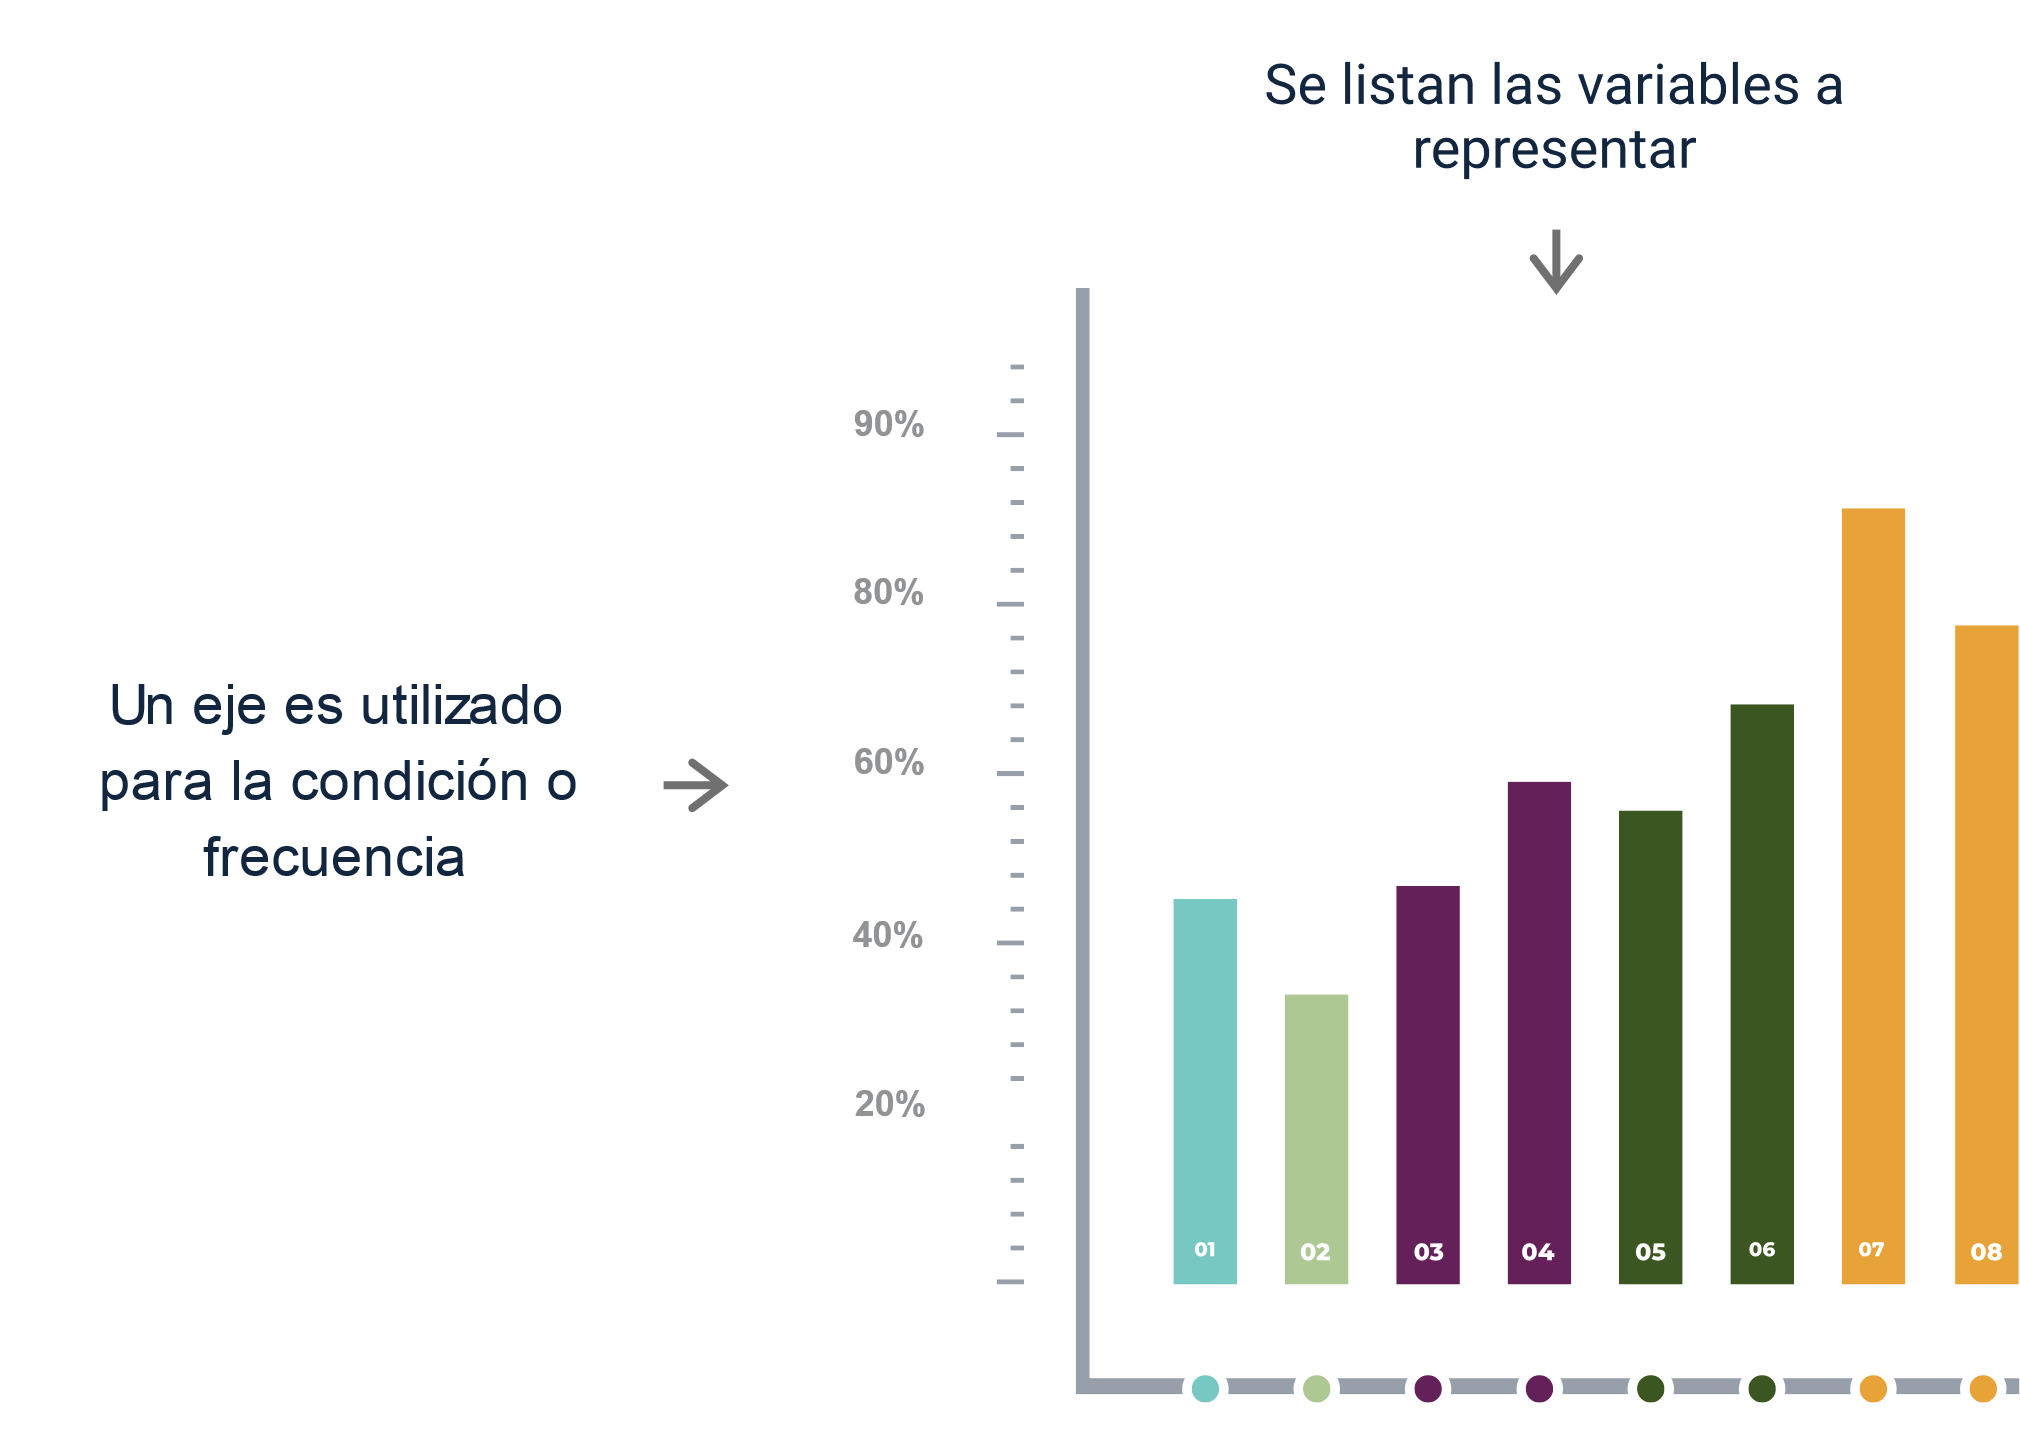 Se listan las variables a
representar
90%
80%
60%
40%
20%
Un eje es utilizado
para la condición o
frecuencia
01
02
03
04
05
06
07
08